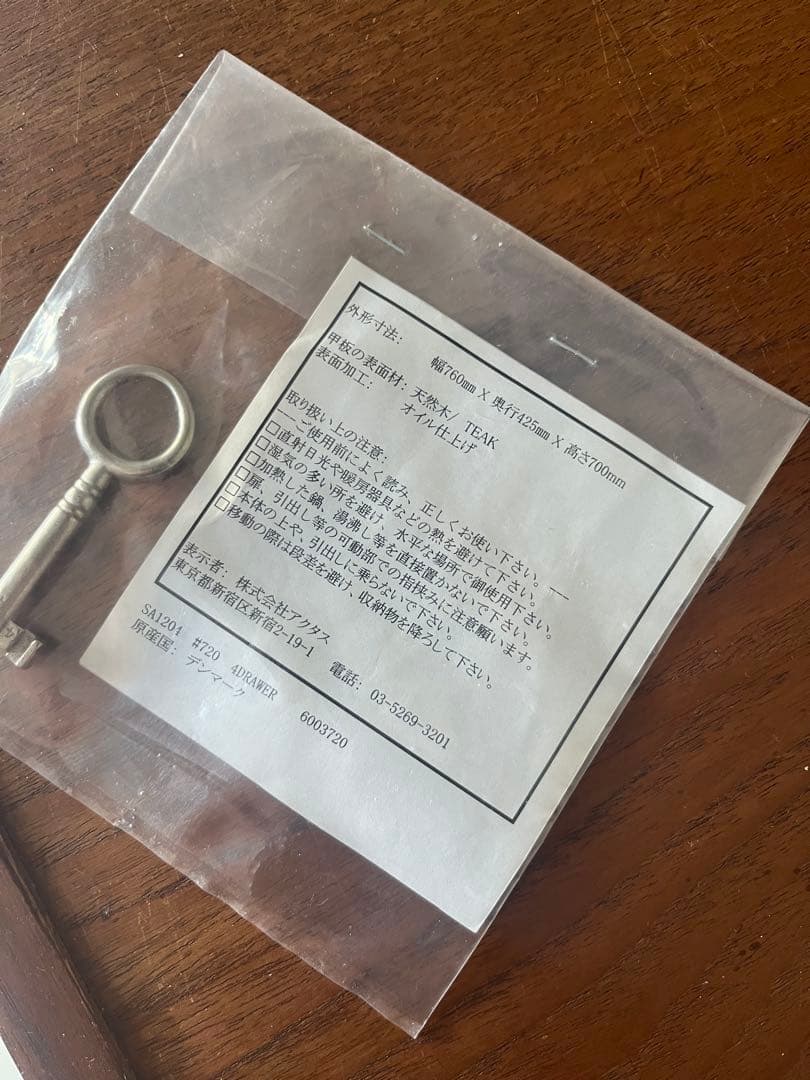 外形寸法: 幅760mm X 奥行425mm X 高さ700mm
甲板の表面材: 天然木/ TEAK
表面加工: オイル仕上げ
取り扱い上の注意:
---ご使用前によく読み、正しくお使い下さい。---
□直射日光や暖房器具などの熱を避けて下さい。
□湿気の多い所を避け、水平な場所で御使用下さい。
□加熱した鍋、湯沸し等を直接置かないで下さい。
□扉、引出し等の可動部での指挟みに注意願います。
□本体の上や、引出しに乗らないで下さい。
□移動の際は段差を避け、収納物を降ろして下さい。
表示者: 株式会社アクタス
東京都新宿区新宿2-19-1 電話: 03-5269-3201
SA1204 #720 4DRAWER 6003720
原産国: デンマーク